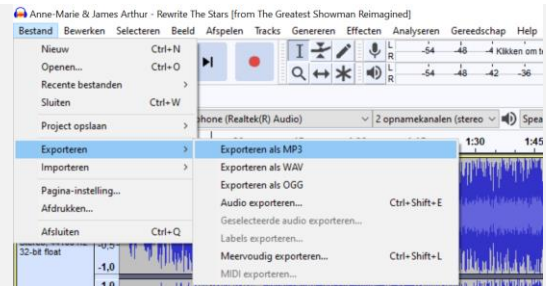 Anne-Marie & James Arthur - Rewrite The Stars [from The Greatest Showman Reimagined]
Bestand Bewerken Selecteren Beeld Afspelen Tracks Genereren Effecten Analyseren Gereedschap Help
Nieuw Ctrl+N
Openen... Ctrl+O
Recente bestanden >
Sluiten Ctrl+W
Project opslaan >
Exporteren >
Importeren >
Pagina-instelling...
Afdrukken...
Afsluiten Ctrl+Q
L
R
-54 -48 -4 Klikken om t
L
R
-54 -48 -42 -36
phone (Realtek(R) Audio) 2 opnamekanalen (stereo Spea
1:30 1:45
Exporteren als MP3
Exporteren als WAV
Exporteren als OGG
Audio exporteren... Ctrl+Shift+E
Geselecteerde audio exporteren...
Labels exporteren...
Meervoudig exporteren... Ctrl+Shift+L
MIDI exporteren...
32-bit float
-0,5
-1,0
1,0